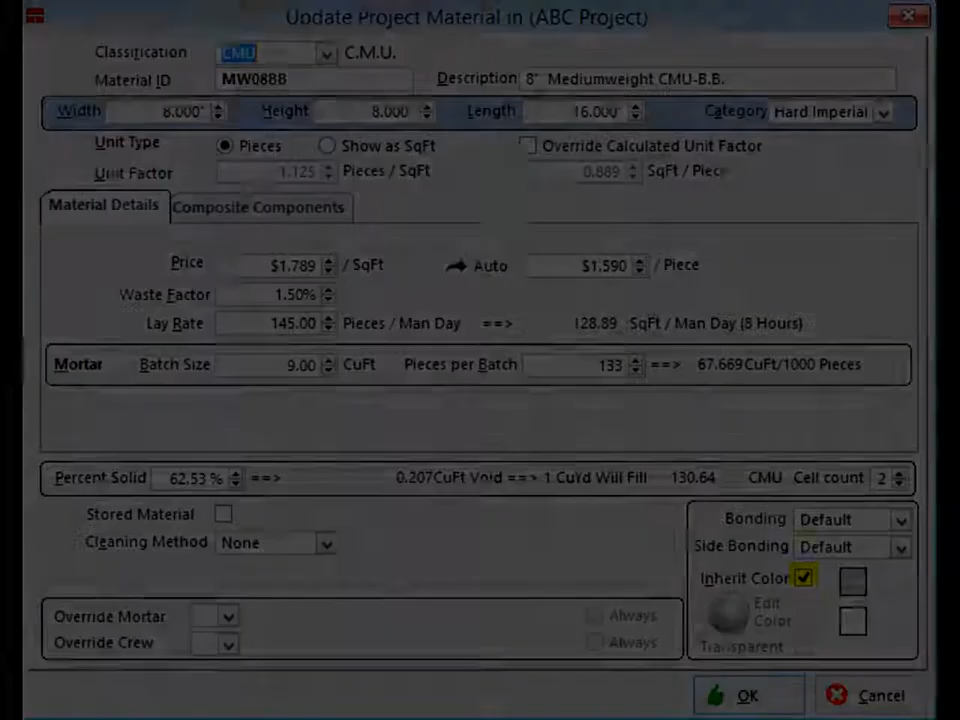 Update Project Material in (ABC Project)
Classification CMU C.M.U.
Material ID MW08BB Description 8" Mediumweight CMU-B.B.
Width 8.000" Height 8.000 Length 16.000 Category Hard Imperial
Unit Type Pieces Show as SqFt Override Calculated Unit Factor
Unit Factor 1.125 Pieces / SqFt 0.889 SqFt / Piece
Material Details Composite Components
Price $1.789 / SqFt Auto $1.590 / Piece
Waste Factor 1.50%
Lay Rate 145.00 Pieces / Man Day ==> 128.89 SqFt / Man Day (8 Hours)
Mortar Batch Size 9.00 CuFt Pieces per Batch 133 ==> 67.669CuFt/1000 Pieces
Percent Solid 62.53 % ==> 0.207CuFt Void ==> 1 CuYd Will Fill 130.64 CMU Cell count 2
Stored Material
Cleaning Method None
Bonding Default
Side Bonding Default
Inherit Color
Edit
Color
Transparent
Override Mortar Always
Override Crew Always
OK Cancel